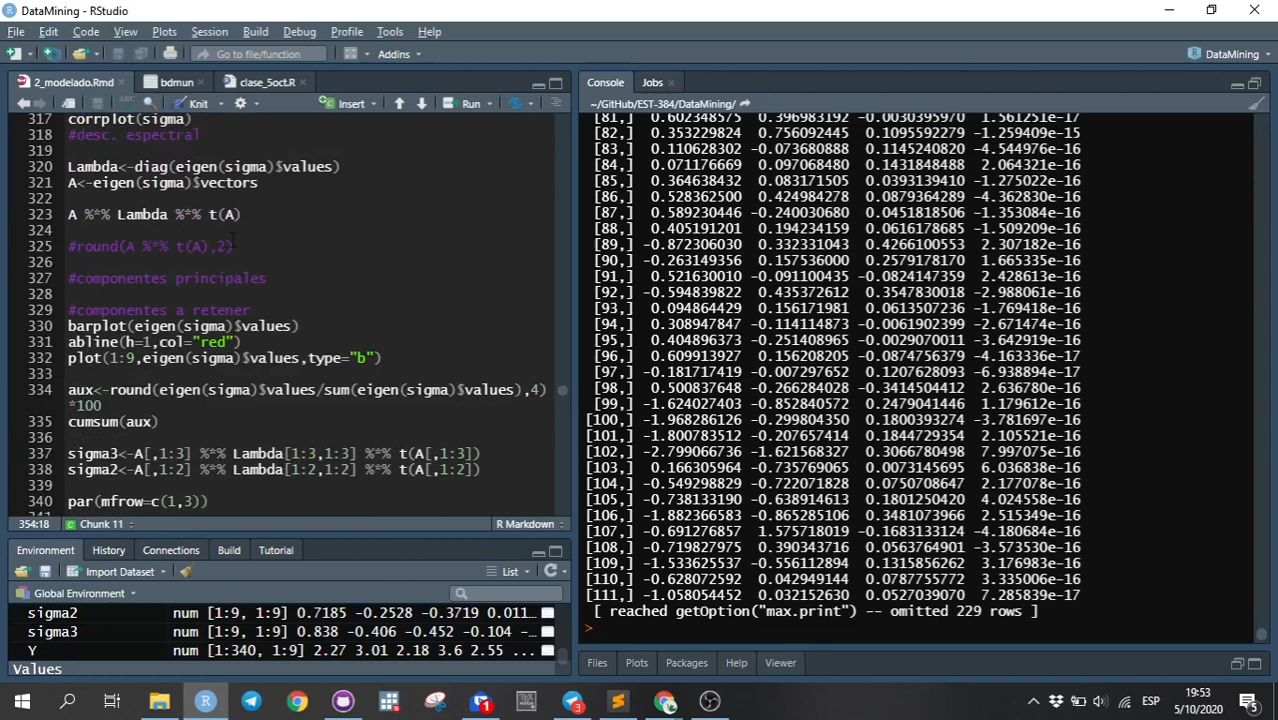 DataMining - RStudio
File Edit Code View Plots Session Build Debug Profile Tools Help
Go to file/function Addins DataMining
2_modelado.Rmd bdmun clase_5oct.R
Knit Insert Run
317 corrplot(sigma)
318 #desc. espectral
319
320 Lambda<-diag(eigen(sigma)$values)
321 A<-eigen(sigma)$vectors
322
323 A %*% Lambda %*% t(A)
324
325 #round(A %*% t(A),2)
326
327 #componentes principales
328
329 #componentes a retener
330 barplot(eigen(sigma)$values)
331 abline(h=1,col="red")
332 plot(1:9,eigen(sigma)$values,type="b")
333
334 aux<-round(eigen(sigma)$values/sum(eigen(sigma)$values),4)
*100
335 cumsum(aux)
336
337 sigma3<-A[,1:3] %*% Lambda[1:3,1:3] %*% t(A[,1:3])
338 sigma2<-A[,1:2] %*% Lambda[1:2,1:2] %*% t(A[,1:2])
339
340 par(mfrow=c(1,3))
354:18 Chunk 11 R Markdown
Environment History Connections Build Tutorial
Import Dataset List
Global Environment
sigma2 num [1:9, 1:9] 0.7185 -0.2528 -0.3719 0.011...
sigma3 num [1:9, 1:9] 0.838 -0.406 -0.452 -0.104 -...
Y num [1:340, 1:9] 2.27 3.01 2.18 3.6 2.55 ...
Values
Console Jobs
~/GitHub/EST-384/DataMining/
[81,] 0.602348575 0.396983192 -0.0030395970 1.561251e-17
[82,] 0.353229824 0.756092445 0.1095592279 -1.259409e-15
[83,] 0.110628302 -0.073680888 0.1145240810 -4.544976e-16
[84,] 0.071176669 0.097068480 0.1431848488 2.064321e-16
[85,] 0.364638432 0.083171505 0.0393139410 -1.275022e-16
[86,] 0.528362500 0.424984278 0.0794364289 -8.630943e-17
[87,] 0.589230446 -0.240030680 0.0451818506 -1.353084e-16
[88,] 0.405131391 0.194234159 0.0616178685 -1.509209e-16
[89,] -0.872306030 0.332331043 0.4266100553 2.307182e-16
[90,] -0.263149356 0.157536000 0.2579178170 1.665335e-16
[91,] 0.521630010 -0.091100435 -0.0824147359 2.428613e-16
[92,] -0.594839822 0.435372612 0.3547830018 -2.988061e-16
[93,] 0.094864429 0.156171981 0.0613507236 -1.769418e-16
[94,] 0.308947847 -0.114114873 -0.0061902399 -2.671474e-16
[95,] 0.404896373 -0.251408965 -0.0029070011 -3.642919e-16
[96,] 0.609913927 0.156208205 -0.0874756379 -4.163336e-17
[97,] -0.181717419 -0.007297652 0.1207628093 -6.938894e-17
[98,] 0.500837648 -0.266284028 -0.3414504412 2.636780e-16
[99,] -1.624027403 -0.852840572 0.2479041446 1.179612e-16
[100,] -1.968286126 -0.299804350 0.1800393274 -3.781697e-16
[101,] -1.800783512 -0.207657414 0.1844729354 2.105521e-16
[102,] -2.799066357 -1.621568327 0.3066780498 7.997075e-16
[103,] 0.166305964 -0.735769065 0.0073145695 6.036838e-16
[104,] -0.549298829 -0.722071828 0.0750708647 2.177078e-16
[105,] -0.738133190 -0.638914613 0.1801250420 4.024558e-16
[106,] -1.882366583 -0.865285106 0.3481073966 2.515349e-16
[107,] -0.691276857 1.575718019 -0.1683133124 -4.180684e-16
[108,] -0.719827975 0.390343716 0.0563764901 -3.573530e-16
[109,] -1.533625537 -0.556112894 0.1315856262 3.176983e-16
[110,] -0.628072592 0.042949144 0.0787755772 3.335006e-16
[111,] -1.058054452 0.032152630 0.0527039070 7.285839e-17
[ reached getOption("max.print") -- omitted 229 rows ]
>
Files Plots Packages Help Viewer
ESP 19:53
5/10/2020